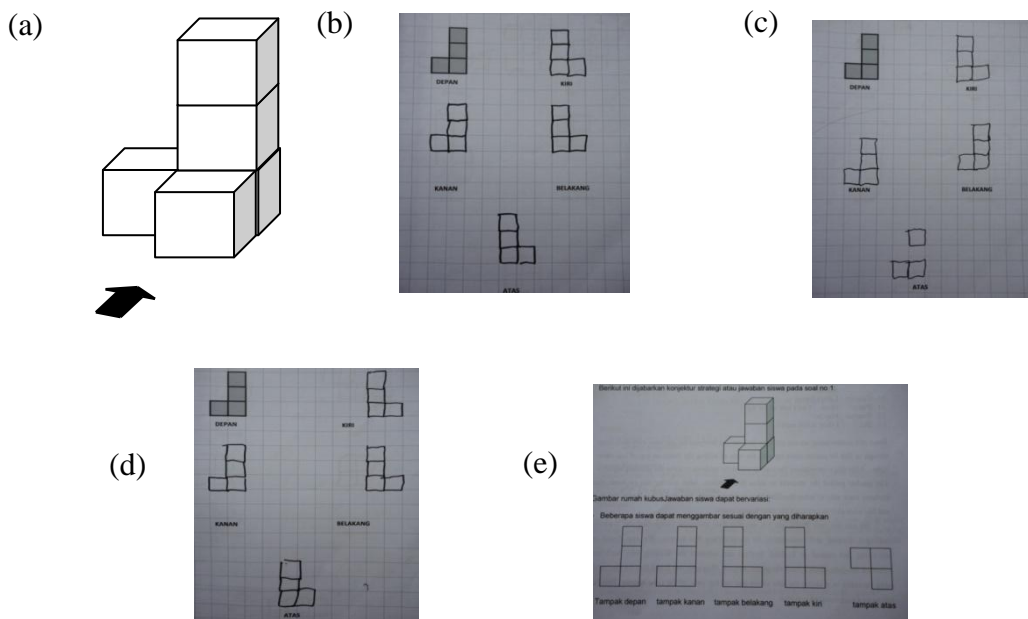 (a)
(b)
DEPAN
KIRI
KANAN
BELAKANG
ATAS
(c)
DEPAN
KIRI
KANAN
BELAKANG
ATAS
(d)
DEPAN
KIRI
KANAN
BELAKANG
ATAS
(e)
Berikut ini dijabarkan konjektur strategi atau jawaban siswa pada soal no 1.
Gambar rumah kubusJawaban siswa dapat bervariasi:
Beberapa siswa dapat menggambar sesuai dengan yang diharapkan
Tampak depan
tampak kanan
tampak belakang
tampak kiri
tampak atas